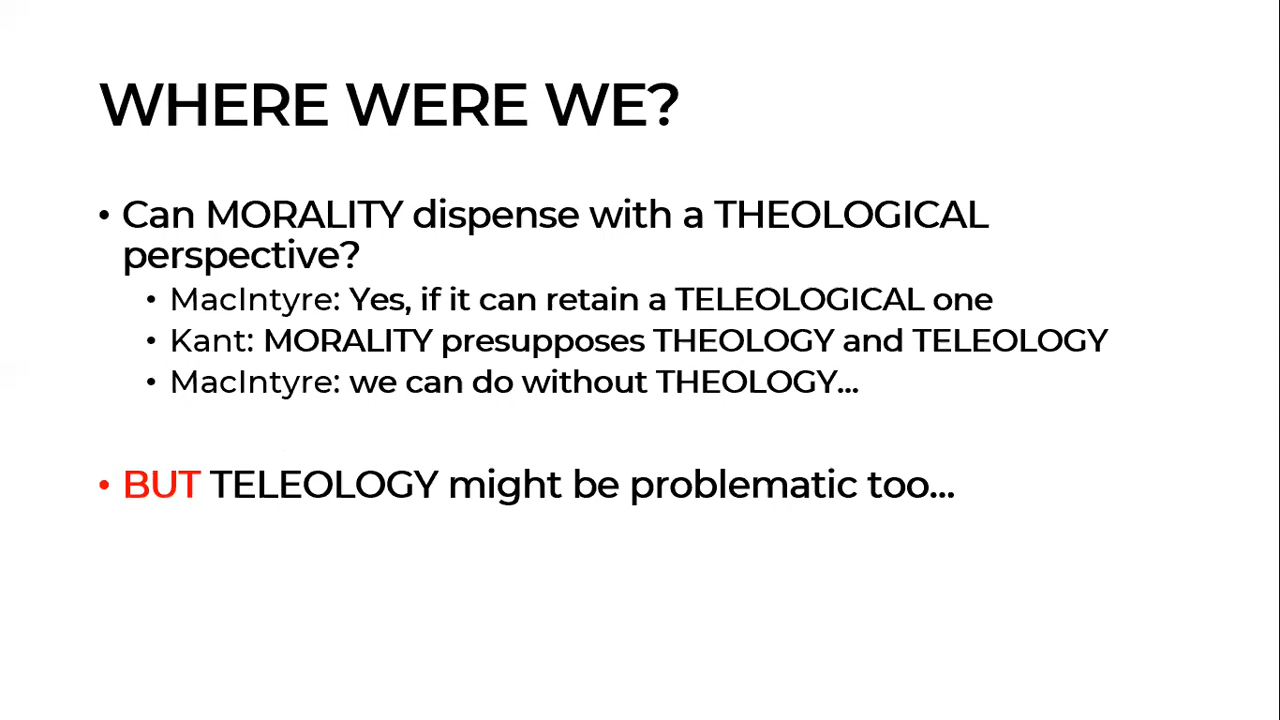 WHERE WERE WE?
• Can MORALITY dispense with a THEOLOGICAL
perspective?
• MacIntyre: Yes, if it can retain a TELEOLOGICAL one
• Kant: MORALITY presupposes THEOLOGY and TELEOLOGY
• MacIntyre: we can do without THEOLOGY...
• BUT TELEOLOGY might be problematic too...